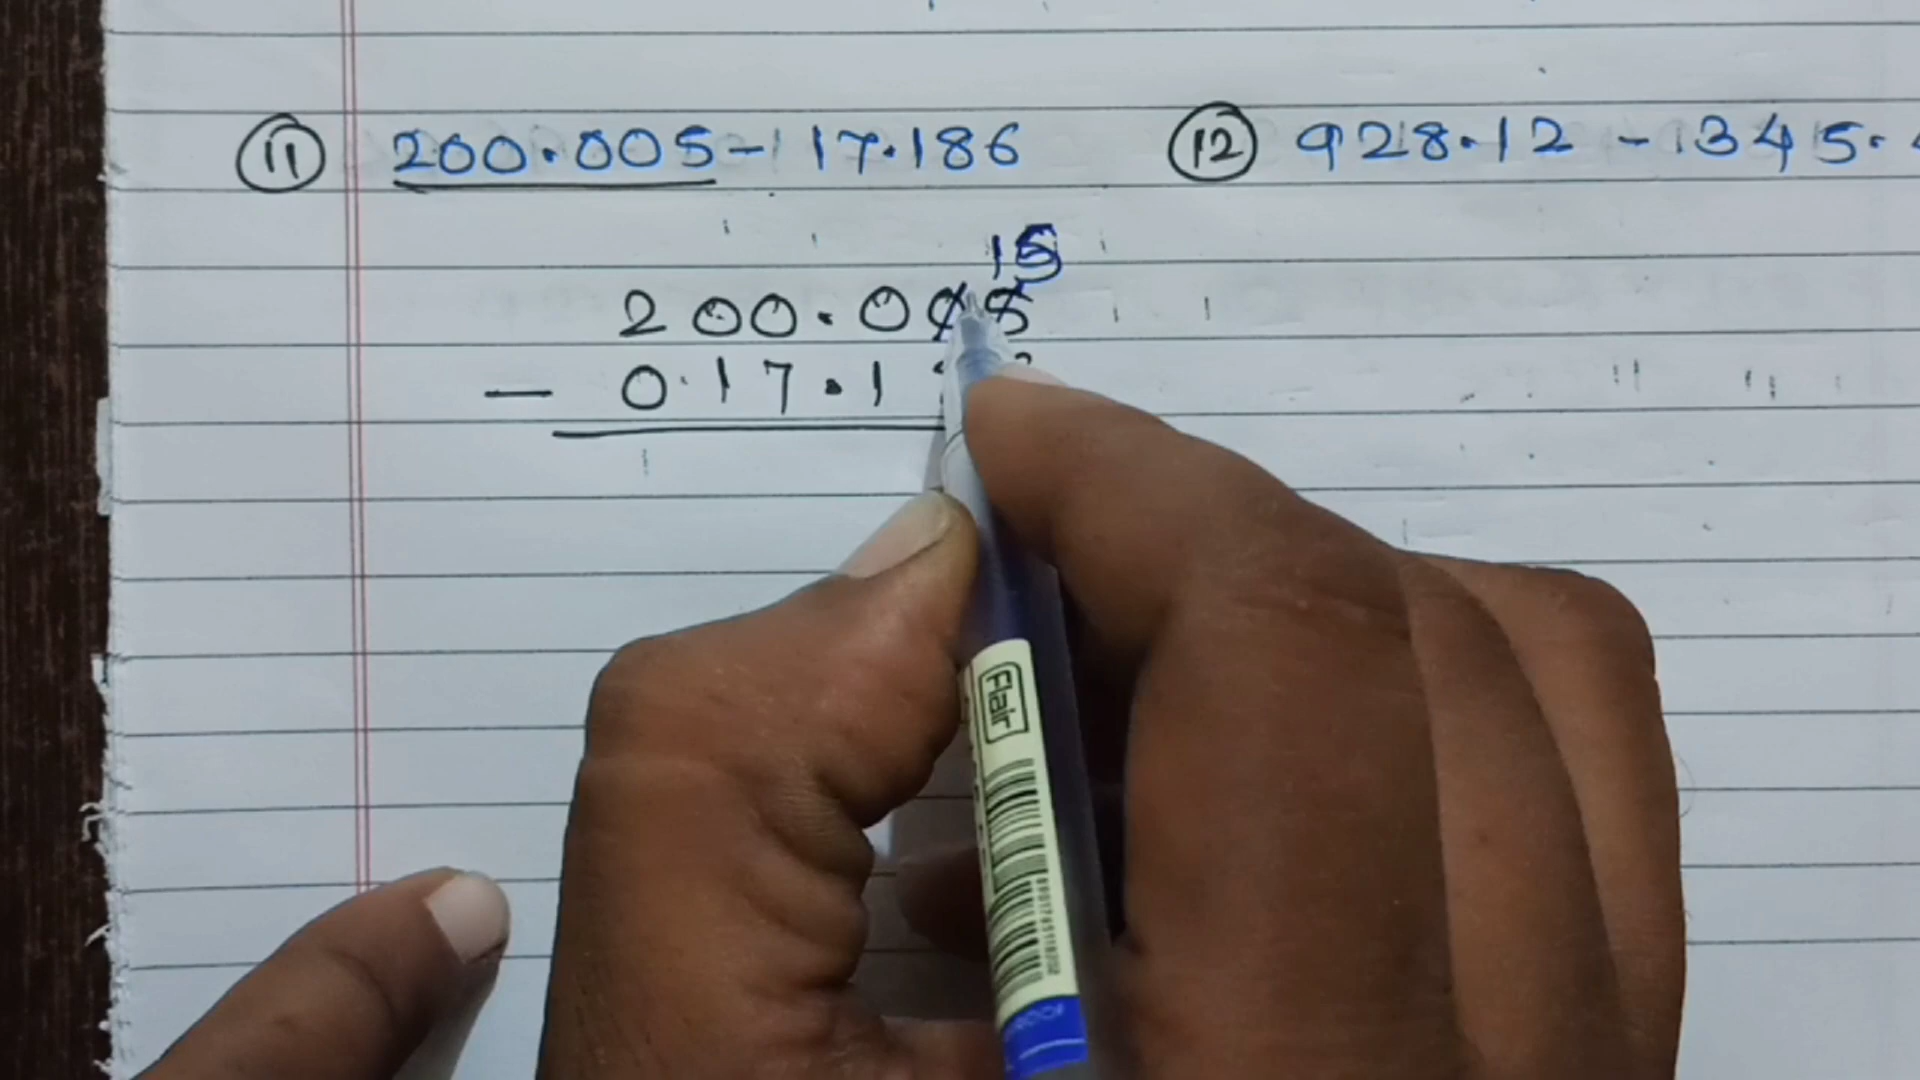 11 200.005 - 17.186 12 928.12 - 345.
15
200.005
- 017.1
Flair